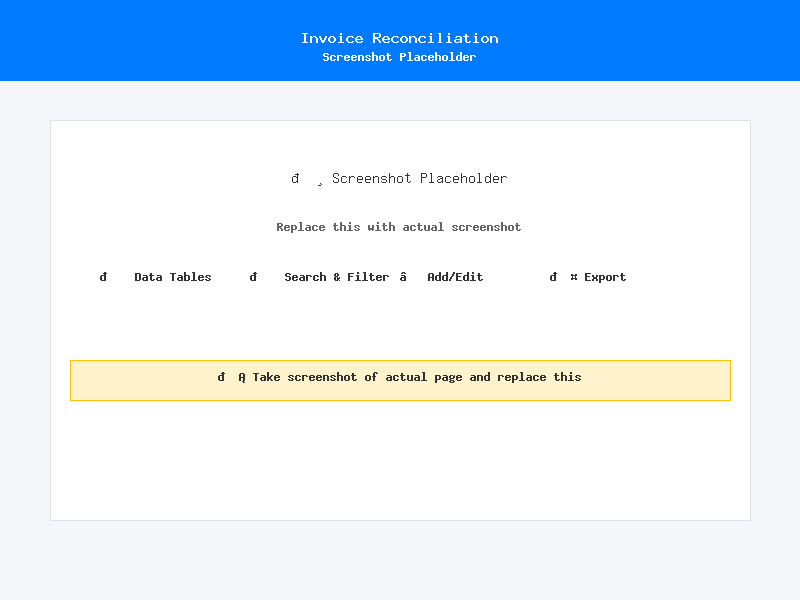 Invoice Reconciliation
Screenshot Placeholder
đ ¸ Screenshot Placeholder
Replace this with actual screenshot
đ Data Tables đ Search & Filter â Add/Edit đ ¤ Export
đ Ą Take screenshot of actual page and replace this